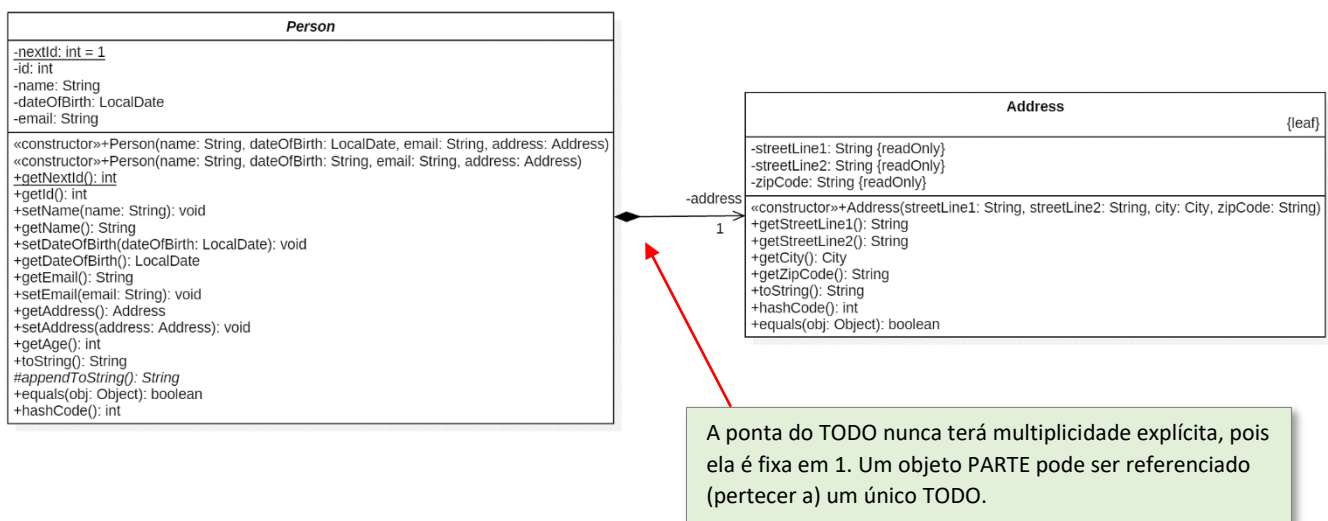 Person
-nextId: int = 1
-id: int
-name: String
-dateOfBirth: LocalDate
-email: String
«constructor»+Person(name: String, dateOfBirth: LocalDate, email: String, address: Address)
«constructor»+Person(name: String, dateOfBirth: String, email: String, address: Address)
+getNextId(): int
+getId(): int
+setName(name: String): void
+getName(): String
+setDateOfBirth(dateOfBirth: LocalDate): void
+getDateOfBirth(): LocalDate
+getEmail(): String
+setEmail(email: String): void
+getAddress(): Address
+setAddress(address: Address): void
+getAge(): int
+toString(): String
#appendToString(): String
+equals(obj: Object): boolean
+hashCode(): int
-address
1
Address
{leaf}
-streetLine1: String {readOnly}
-streetLine2: String {readOnly}
-zipCode: String {readOnly}
«constructor»+Address(streetLine1: String, streetLine2: String, city: City, zipCode: String)
+getStreetLine1(): String
+getStreetLine2(): String
+getCity(): City
+getZipCode(): String
+toString(): String
+hashCode(): int
+equals(obj: Object): boolean
A ponta do TODO nunca terá multiplicidade explícita, pois
ela é fixa em 1. Um objeto PARTE pode ser referenciado
(pertecer a) um único TODO.